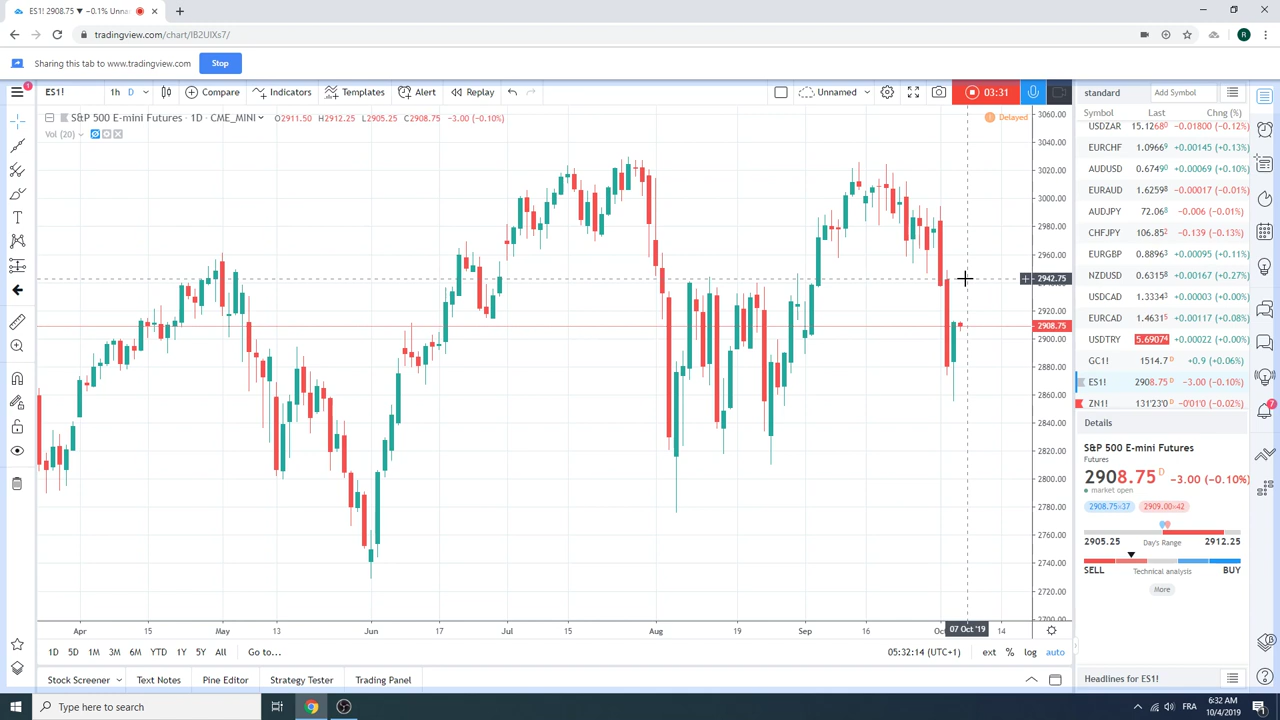 ES1! 2908.75 ▼ −0.1% Unna
tradingview.com/chart/IB2UIXs7/
R
Sharing this tab to www.tradingview.com Stop
1
ES1! 1h D Compare Indicators Templates Alert Replay Unnamed 03:31
standard Add Symbol
Symbol Last Chng (%)
S&P 500 E-mini Futures · 1D · CME_MINI O2911.50 H2912.25 L2905.25 C2908.75 −3.00 (−0.10%)
Delayed
Vol (20)
USDZAR 15.1268⁰ −0.01800 (−0.12%)
EURCHF 1.0966⁹ +0.00145 (+0.13%)
AUDUSD 0.6749⁰ +0.00069 (+0.10%)
EURAUD 1.6259⁸ −0.00017 (−0.01%)
AUDJPY 72.06⁸ −0.006 (−0.01%)
CHFJPY 106.85² −0.139 (−0.13%)
EURGBP 0.8896³ +0.00095 (+0.11%)
NZDUSD 0.6315⁸ +0.00167 (+0.27%)
USDCAD 1.3334³ +0.00003 (+0.00%)
EURCAD 1.4631⁵ +0.00117 (+0.08%)
USDTRY 5.69074 +0.00022 (+0.00%)
GC1! 1514.7 D +0.9 (+0.06%)
ES1! 2908.75 D −3.00 (−0.10%)
ZN1! 131'23'0 D −0'01'0 (−0.02%)
7
3060.00
3040.00
3020.00
3000.00
2980.00
2960.00
2942.75
2920.00
2908.75
2900.00
2880.00
2860.00
2840.00
2820.00
2800.00
2780.00
2760.00
2740.00
2720.00
2700.00
Details
S&P 500 E-mini Futures
Futures
2908.75 D −3.00 (−0.10%)
market open
2908.75×37 2909.00×42
2905.25 Day's Range 2912.25
SELL Technical analysis BUY
More
Apr 15 May 13 Jun 17 Jul 15 Aug 19 Sep 16 Oc 07 Oct '19 14
1D 5D 1M 3M 6M YTD 1Y 5Y All Go to... 05:32:14 (UTC+1) ext % log auto
Stock Screener Text Notes Pine Editor Strategy Tester Trading Panel
Headlines for ES1!
Type here to search
FRA
6:32 AM
10/4/2019
1